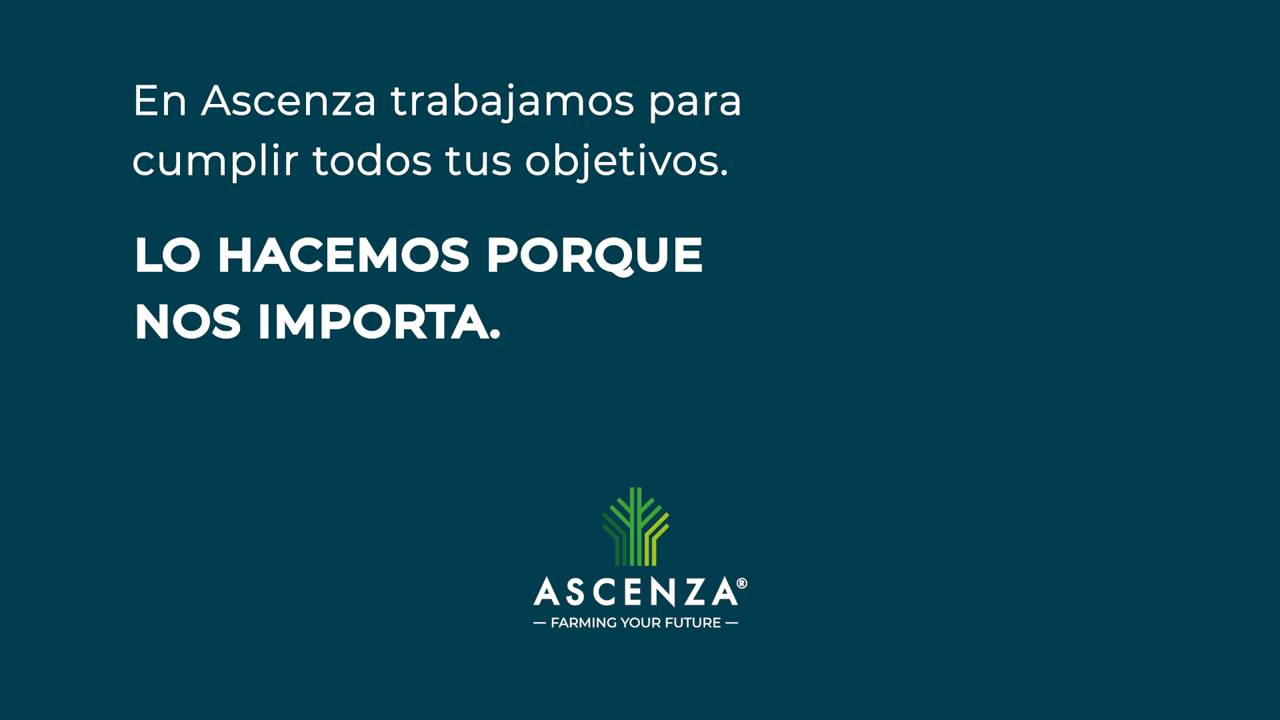 En Ascenza trabajamos para
cumplir todos tus objetivos.
LO HACEMOS PORQUE
NOS IMPORTA.
ASCENZA®
— FARMING YOUR FUTURE —